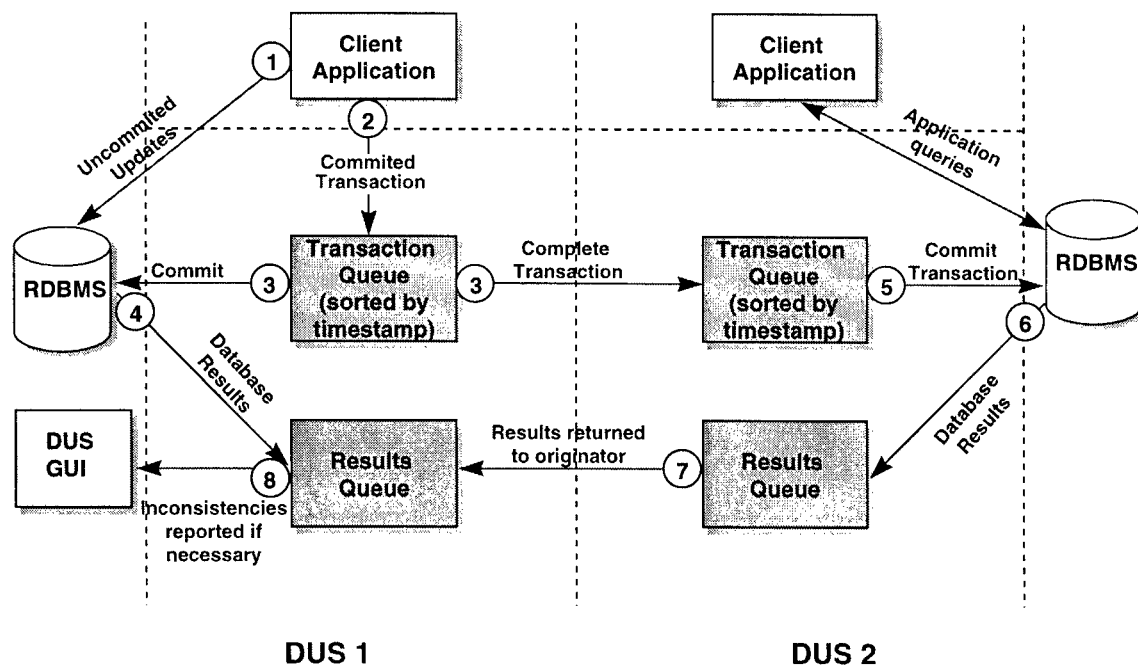 Client
Application
Client
Application
1
2
Uncommited
Updates
Application
queries
Commited
Transaction
Transaction
Queue
(sorted by
timestamp)
Complete
Transaction
Transaction
Queue
(sorted by
timestamp)
Commit
Transaction
RDBMS
RDBMS
Commit
3
3
5
4
6
Database
Results
Database
Results
DUS
GUI
Results
Queue
Results returned
to originator
Results
Queue
7
8
Inconsistencies
reported if
necessary
DUS 1
DUS 2